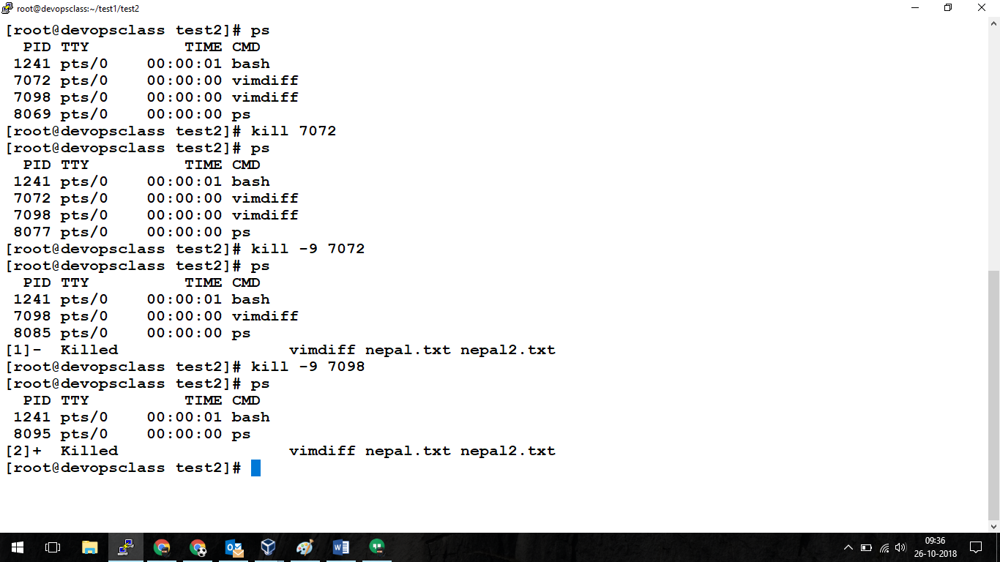 root@devopsclass:~/test1/test2
[root@devopsclass test2]# ps
  PID TTY          TIME CMD
 1241 pts/0    00:00:01 bash
 7072 pts/0    00:00:00 vimdiff
 7098 pts/0    00:00:00 vimdiff
 8069 pts/0    00:00:00 ps
[root@devopsclass test2]# kill 7072
[root@devopsclass test2]# ps
  PID TTY          TIME CMD
 1241 pts/0    00:00:01 bash
 7072 pts/0    00:00:00 vimdiff
 7098 pts/0    00:00:00 vimdiff
 8077 pts/0    00:00:00 ps
[root@devopsclass test2]# kill -9 7072
[root@devopsclass test2]# ps
  PID TTY          TIME CMD
 1241 pts/0    00:00:01 bash
 7098 pts/0    00:00:00 vimdiff
 8085 pts/0    00:00:00 ps
[1]-  Killed                  vimdiff nepal.txt nepal2.txt
[root@devopsclass test2]# kill -9 7098
[root@devopsclass test2]# ps
  PID TTY          TIME CMD
 1241 pts/0    00:00:01 bash
 8095 pts/0    00:00:00 ps
[2]+  Killed                  vimdiff nepal.txt nepal2.txt
[root@devopsclass test2]#
09:36
26-10-2018